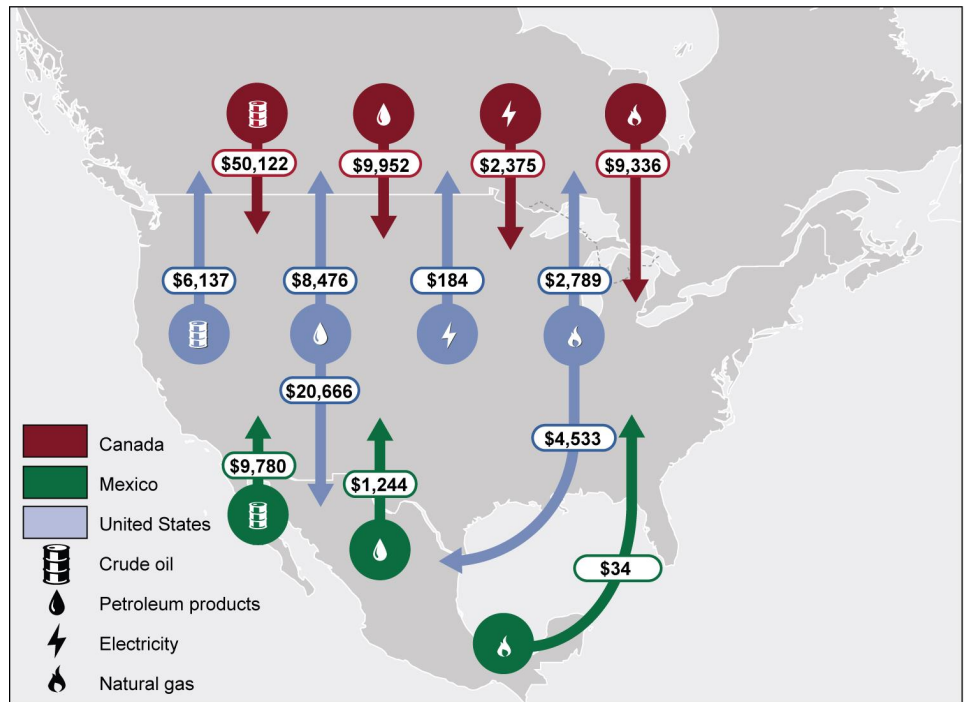 $50,122
$9,952
$2,375
$9,336
$6,137
$8,476
$184
$2,789
$20,666
$4,533
$9,780
$1,244
$34
Canada
Mexico
United States
Crude oil
Petroleum products
Electricity
Natural gas